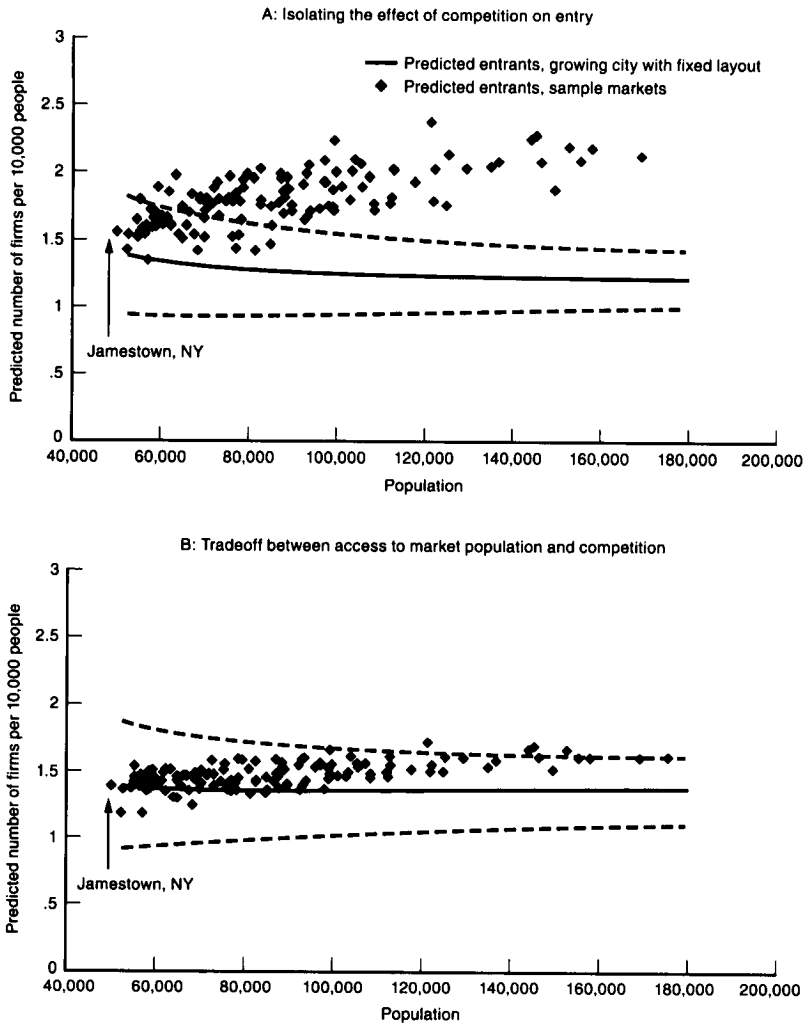 A: Isolating the effect of competition on entry
Predicted number of firms per 10,000 people
3
2.5
2
1.5
1
.5
0
Predicted entrants, growing city with fixed layout
Predicted entrants, sample markets
Jamestown, NY
40,000 60,000 80,000 100,000 120,000 140,000 160,000 180,000 200,000
Population
B: Tradeoff between access to market population and competition
Predicted number of firms per 10,000 people
3
2.5
2
1.5
1
.5
0
Jamestown, NY
40,000 60,000 80,000 100,000 120,000 140,000 160,000 180,000 200,000
Population